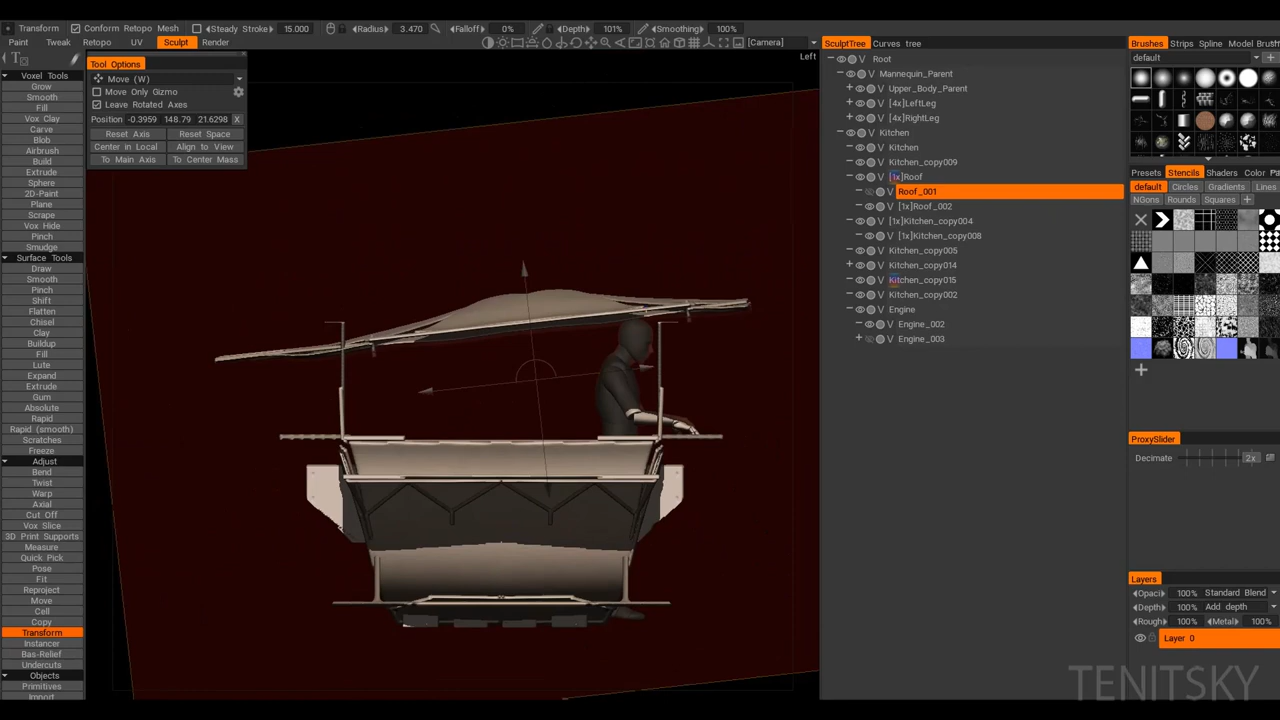 Transform Conform Retopo Mesh Steady Stroke 15.000 Radius 3.470 Falloff 0% Depth 101% Smoothing 100%
Paint Tweak Retopo UV Sculpt Render [Camera]
Tool Options
Move (W)
Move Only Gizmo
Leave Rotated Axes
Position -0.3959 148.79 21.6298 X
Reset Axis Reset Space
Center in Local Align to View
To Main Axis To Center Mass
Voxel Tools
Grow
Smooth
Fill
Vox Clay
Carve
Blob
Airbrush
Build
Extrude
Sphere
2D-Paint
Plane
Scrape
Vox Hide
Pinch
Smudge
Surface Tools
Draw
Smooth
Pinch
Shift
Flatten
Chisel
Clay
Buildup
Fill
Lute
Expand
Extrude
Gum
Absolute
Rapid
Rapid (smooth)
Scratches
Freeze
Adjust
Bend
Twist
Warp
Axial
Cut Off
Vox Slice
3D Print Supports
Measure
Quick Pick
Pose
Fit
Reproject
Move
Cell
Copy
Transform
Instancer
Bas-Relief
Undercuts
Objects
Primitives
Import
Left
SculptTree Curves tree
V Root
V Mannequin_Parent
V Upper_Body_Parent
V [4x]LeftLeg
V [4x]RightLeg
V Kitchen
V Kitchen
V Kitchen_copy009
V [1x]Roof
V Roof_001
V [1x]Roof_002
V [1x]Kitchen_copy004
V [1x]Kitchen_copy008
V Kitchen_copy005
V Kitchen_copy014
V Kitchen_copy015
V Kitchen_copy002
V Engine
V Engine_002
V Engine_003
Brushes Strips Spline Model
default
Presets Stencils Shaders Color
default Circles Gradients Lines
NGons Rounds Squares +
ProxySlider
Decimate 2x
Layers
Opaci 100% Standard Blend
Depth 100% Add depth
Rough 100% Metal 100%
Layer 0
TENITSKY